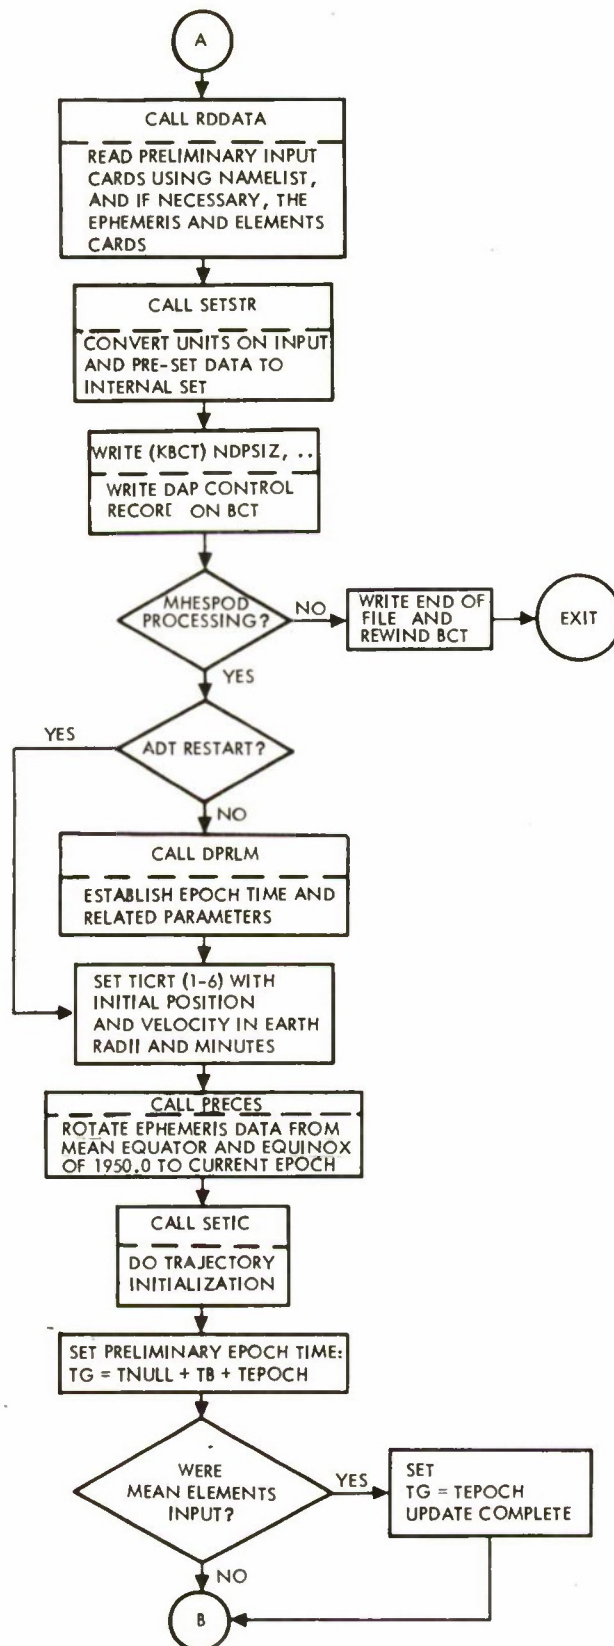 A
CALL RDDATA
READ PRELIMINARY INPUT
CARDS USING NAMELIST,
AND IF NECESSARY, THE
EPHEMERIS AND ELEMENTS
CARDS
CALL SETSTR
CONVERT UNITS ON INPUT
AND PRE-SET DATA TO
INTERNAL SET
WRITE (KBCT) NDPSIZ, ..
WRITE DAP CONTROL
RECORD ON BCT
MHESPOD
PROCESSING?
NO
WRITE END OF
FILE AND
REWIND BCT
EXIT
YES
YES
ADT RESTART?
NO
CALL DPRLM
ESTABLISH EPOCH TIME AND
RELATED PARAMETERS
SET TICRT (1-6) WITH
INITIAL POSITION
AND VELOCITY IN EARTH
RADII AND MINUTES
CALL PRECES
ROTATE EPHEMERIS DATA FROM
MEAN EQUATOR AND EQUINOX
OF 1950.0 TO CURRENT EPOCH
CALL SETIC
DO TRAJECTORY
INITIALIZATION
SET PRELIMINARY EPOCH TIME:
TG = TNULL + TB + TEPOCH
WERE
MEAN ELEMENTS
INPUT?
YES
SET
TG = TEPOCH
UPDATE COMPLETE
NO
B